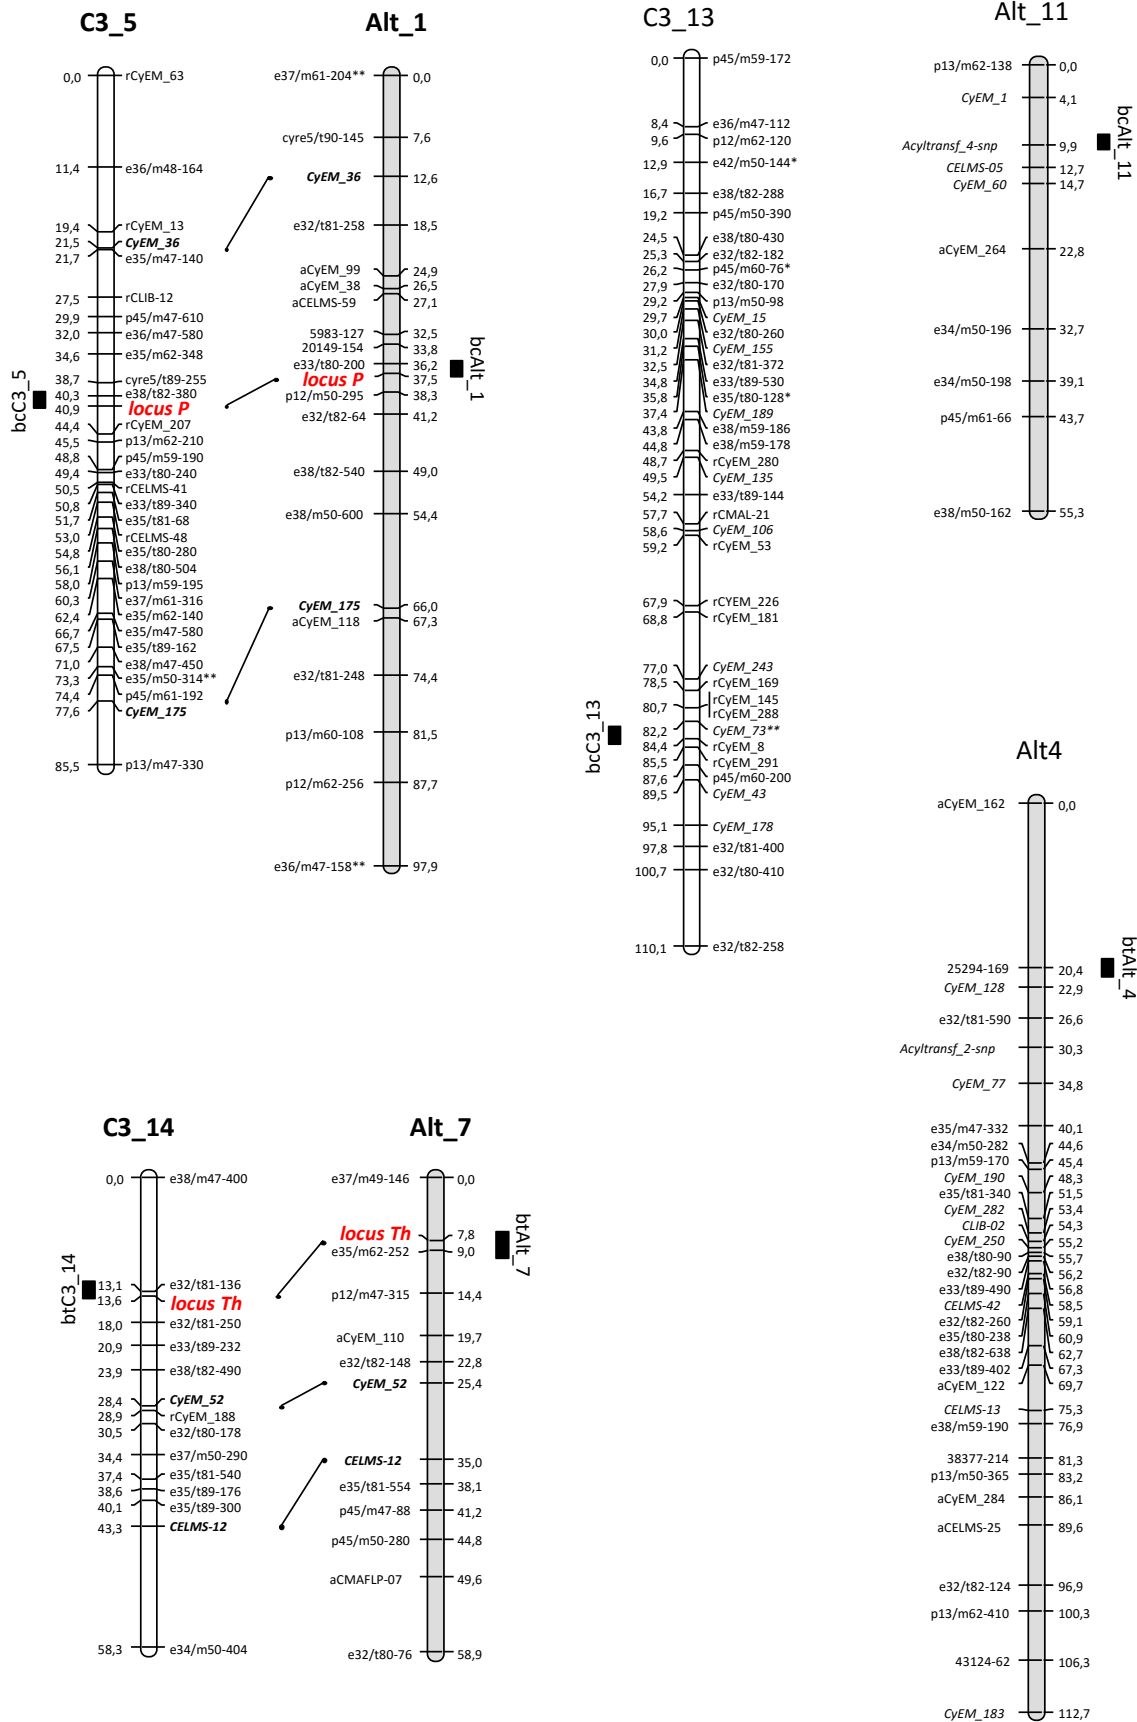 C3_5
0,0 rCyEM_63
11,4 e36/m48-164
19,4 rCyEM_13
21,5 CyEM_36
21,7 e35/m47-140
27,5 rCLIB-12
29,9 p45/m47-610
32,0 e36/m47-580
34,6 e35/m62-348
38,7 cyre5/t89-255
40,3 e38/t82-380
40,9 locus P
44,4 rCyEM_207
45,5 p13/m62-210
48,8 p45/m59-190
49,4 e33/t80-240
50,5 rCELMS-41
50,8 e33/t89-340
51,7 e35/t81-68
53,0 rCELMS-48
54,8 e35/t80-280
56,1 e38/t80-504
58,0 p13/m59-195
60,3 e37/m61-316
62,4 e35/m62-140
66,7 e35/m47-580
67,5 e35/t89-162
71,0 e38/m47-450
73,3 e35/m50-314**
74,4 p45/m61-192
77,6 CyEM_175
85,5 p13/m47-330
bcC3_5
Alt_1
e37/m61-204** 0,0
cyre5/t90-145 7,6
CyEM_36 12,6
e32/t81-258 18,5
aCyEM_99 24,9
aCyEM_38 26,5
aCELMS-59 27,1
5983-127 32,5
20149-154 33,8
e33/t80-200 36,2
locus P 37,5
p12/m50-295 38,3
e32/t82-64 41,2
e38/t82-540 49,0
e38/m50-600 54,4
CyEM_175 66,0
aCyEM_118 67,3
e32/t81-248 74,4
p13/m60-108 81,5
p12/m62-256 87,7
e36/m47-158** 97,9
bcAlt_1
C3_13
0,0 p45/m59-172
8,4 e36/m47-112
9,6 p12/m62-120
12,9 e42/m50-144*
16,7 e38/t82-288
19,2 p45/m50-390
24,5 e38/t80-430
25,3 e32/t82-182
26,2 p45/m60-76*
27,9 e32/t80-170
29,2 p13/m50-98
29,7 CyEM_15
30,0 e32/t80-260
31,2 CyEM_155
32,5 e32/t81-372
34,8 e33/t89-530
35,8 e35/t80-128*
37,4 CyEM_189
43,8 e38/m59-186
44,8 e38/m59-178
48,7 rCyEM_280
49,5 CyEM_135
54,2 e33/t89-144
57,7 rCMAL-21
58,6 CyEM_106
59,2 rCyEM_53
67,9 rCYEM_226
68,8 rCyEM_181
77,0 CyEM_243
78,5 rCyEM_169
80,7 rCyEM_145
rCyEM_288
82,2 CyEM_73**
84,4 rCyEM_8
85,5 rCyEM_291
87,6 p45/m60-200
89,5 CyEM_43
95,1 CyEM_178
97,8 e32/t81-400
100,7 e32/t80-410
110,1 e32/t82-258
bcC3_13
Alt_11
p13/m62-138 0,0
CyEM_1 4,1
Acyltransf_4-snp 9,9
CELMS-05 12,7
CyEM_60 14,7
aCyEM_264 22,8
e34/m50-196 32,7
e34/m50-198 39,1
p45/m61-66 43,7
e38/m50-162 55,3
bcAlt_11
Alt4
aCyEM_162 0,0
25294-169 20,4
CyEM_128 22,9
e32/t81-590 26,6
Acyltransf_2-snp 30,3
CyEM_77 34,8
e35/m47-332 40,1
e34/m50-282 44,6
p13/m59-170 45,4
CyEM_190 48,3
e35/t81-340 51,5
CyEM_282 53,4
CLIB-02 54,3
CyEM_250 55,2
e38/t80-90 55,7
e32/t82-90 56,2
e33/t89-490 56,8
CELMS-42 58,5
e32/t82-260 59,1
e35/t80-238 60,9
e38/t82-638 62,7
e33/t89-402 67,3
aCyEM_122 69,7
CELMS-13 75,3
e38/m59-190 76,9
38377-214 81,3
p13/m50-365 83,2
aCyEM_284 86,1
aCELMS-25 89,6
e32/t82-124 96,9
p13/m62-410 100,3
43124-62 106,3
CyEM_183 112,7
btAlt_4
C3_14
0,0 e38/m47-400
13,1 e32/t81-136
13,6 locus Th
18,0 e32/t81-250
20,9 e33/t89-232
23,9 e38/t82-490
28,4 CyEM_52
28,9 rCyEM_188
30,5 e32/t80-178
34,4 e37/m50-290
37,4 e35/t81-540
38,6 e35/t89-176
40,1 e35/t89-300
43,3 CELMS-12
58,3 e34/m50-404
btC3_14
Alt_7
e37/m49-146 0,0
locus Th 7,8
e35/m62-252 9,0
p12/m47-315 14,4
aCyEM_110 19,7
e32/t82-148 22,8
CyEM_52 25,4
CELMS-12 35,0
e35/t81-554 38,1
p45/m47-88 41,2
p45/m50-280 44,8
aCMAFLP-07 49,6
e32/t80-76 58,9
btAlt_7